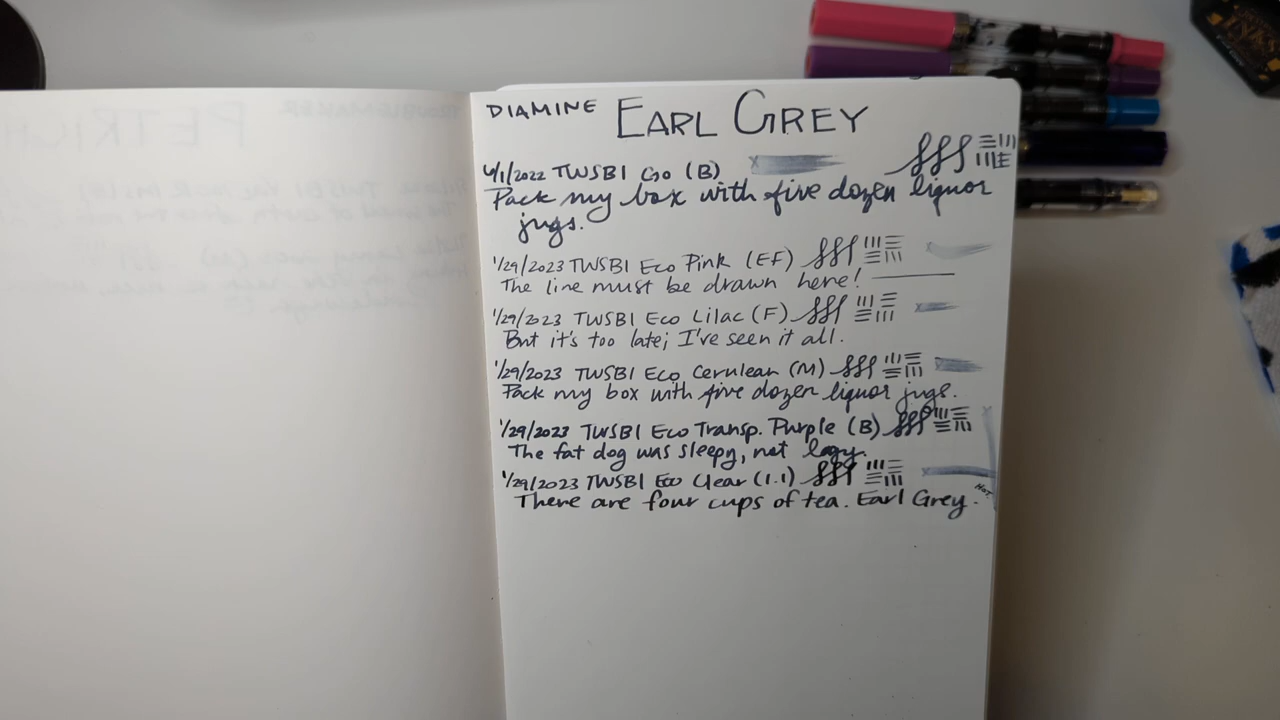 DIAMINE EARL GREY
6/1/2022 TWSBI Eco (B)
Pack my box with five dozen liquor
jugs.
1/29/2023 TWSBI Eco Pink (EF)
The line must be drawn here!
1/29/2023 TWSBI Eco Lilac (F)
But it's too late; I've seen it all.
1/29/2023 TWSBI Eco Cerulean (M)
Pack my box with five dozen liquor jugs.
1/29/2023 TWSBI Eco Transp. Purple (B)
The fat dog was sleepy, not lazy.
1/29/2023 TWSBI Eco Clear (1.1)
There are four cups of tea. Earl Grey.
HOT.